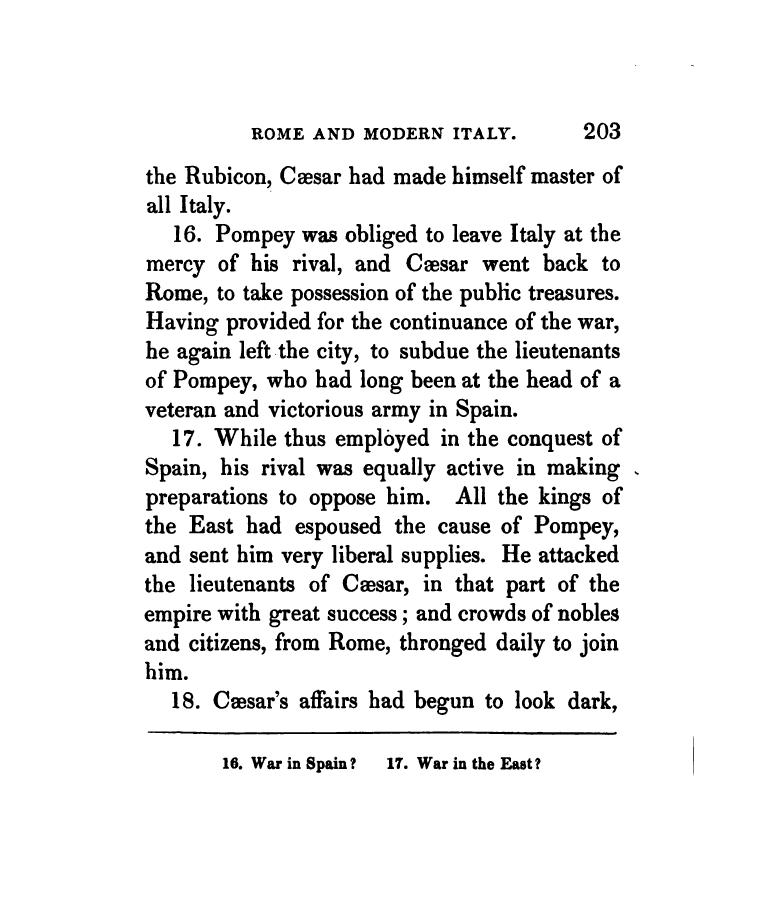 ROME AND MODERN ITALY. 203
the Rubicon, Cæsar had made himself master of
all Italy.
16. Pompey was obliged to leave Italy at the
mercy of his rival, and Cæsar went back to
Rome, to take possession of the public treasures.
Having provided for the continuance of the war,
he again left the city, to subdue the lieutenants
of Pompey, who had long been at the head of a
veteran and victorious army in Spain.
17. While thus employed in the conquest of
Spain, his rival was equally active in making
preparations to oppose him. All the kings of
the East had espoused the cause of Pompey,
and sent him very liberal supplies. He attacked
the lieutenants of Cæsar, in that part of the
empire with great success; and crowds of nobles
and citizens, from Rome, thronged daily to join
him.
18. Cæsar's affairs had begun to look dark,
16. War in Spain? 17. War in the East?